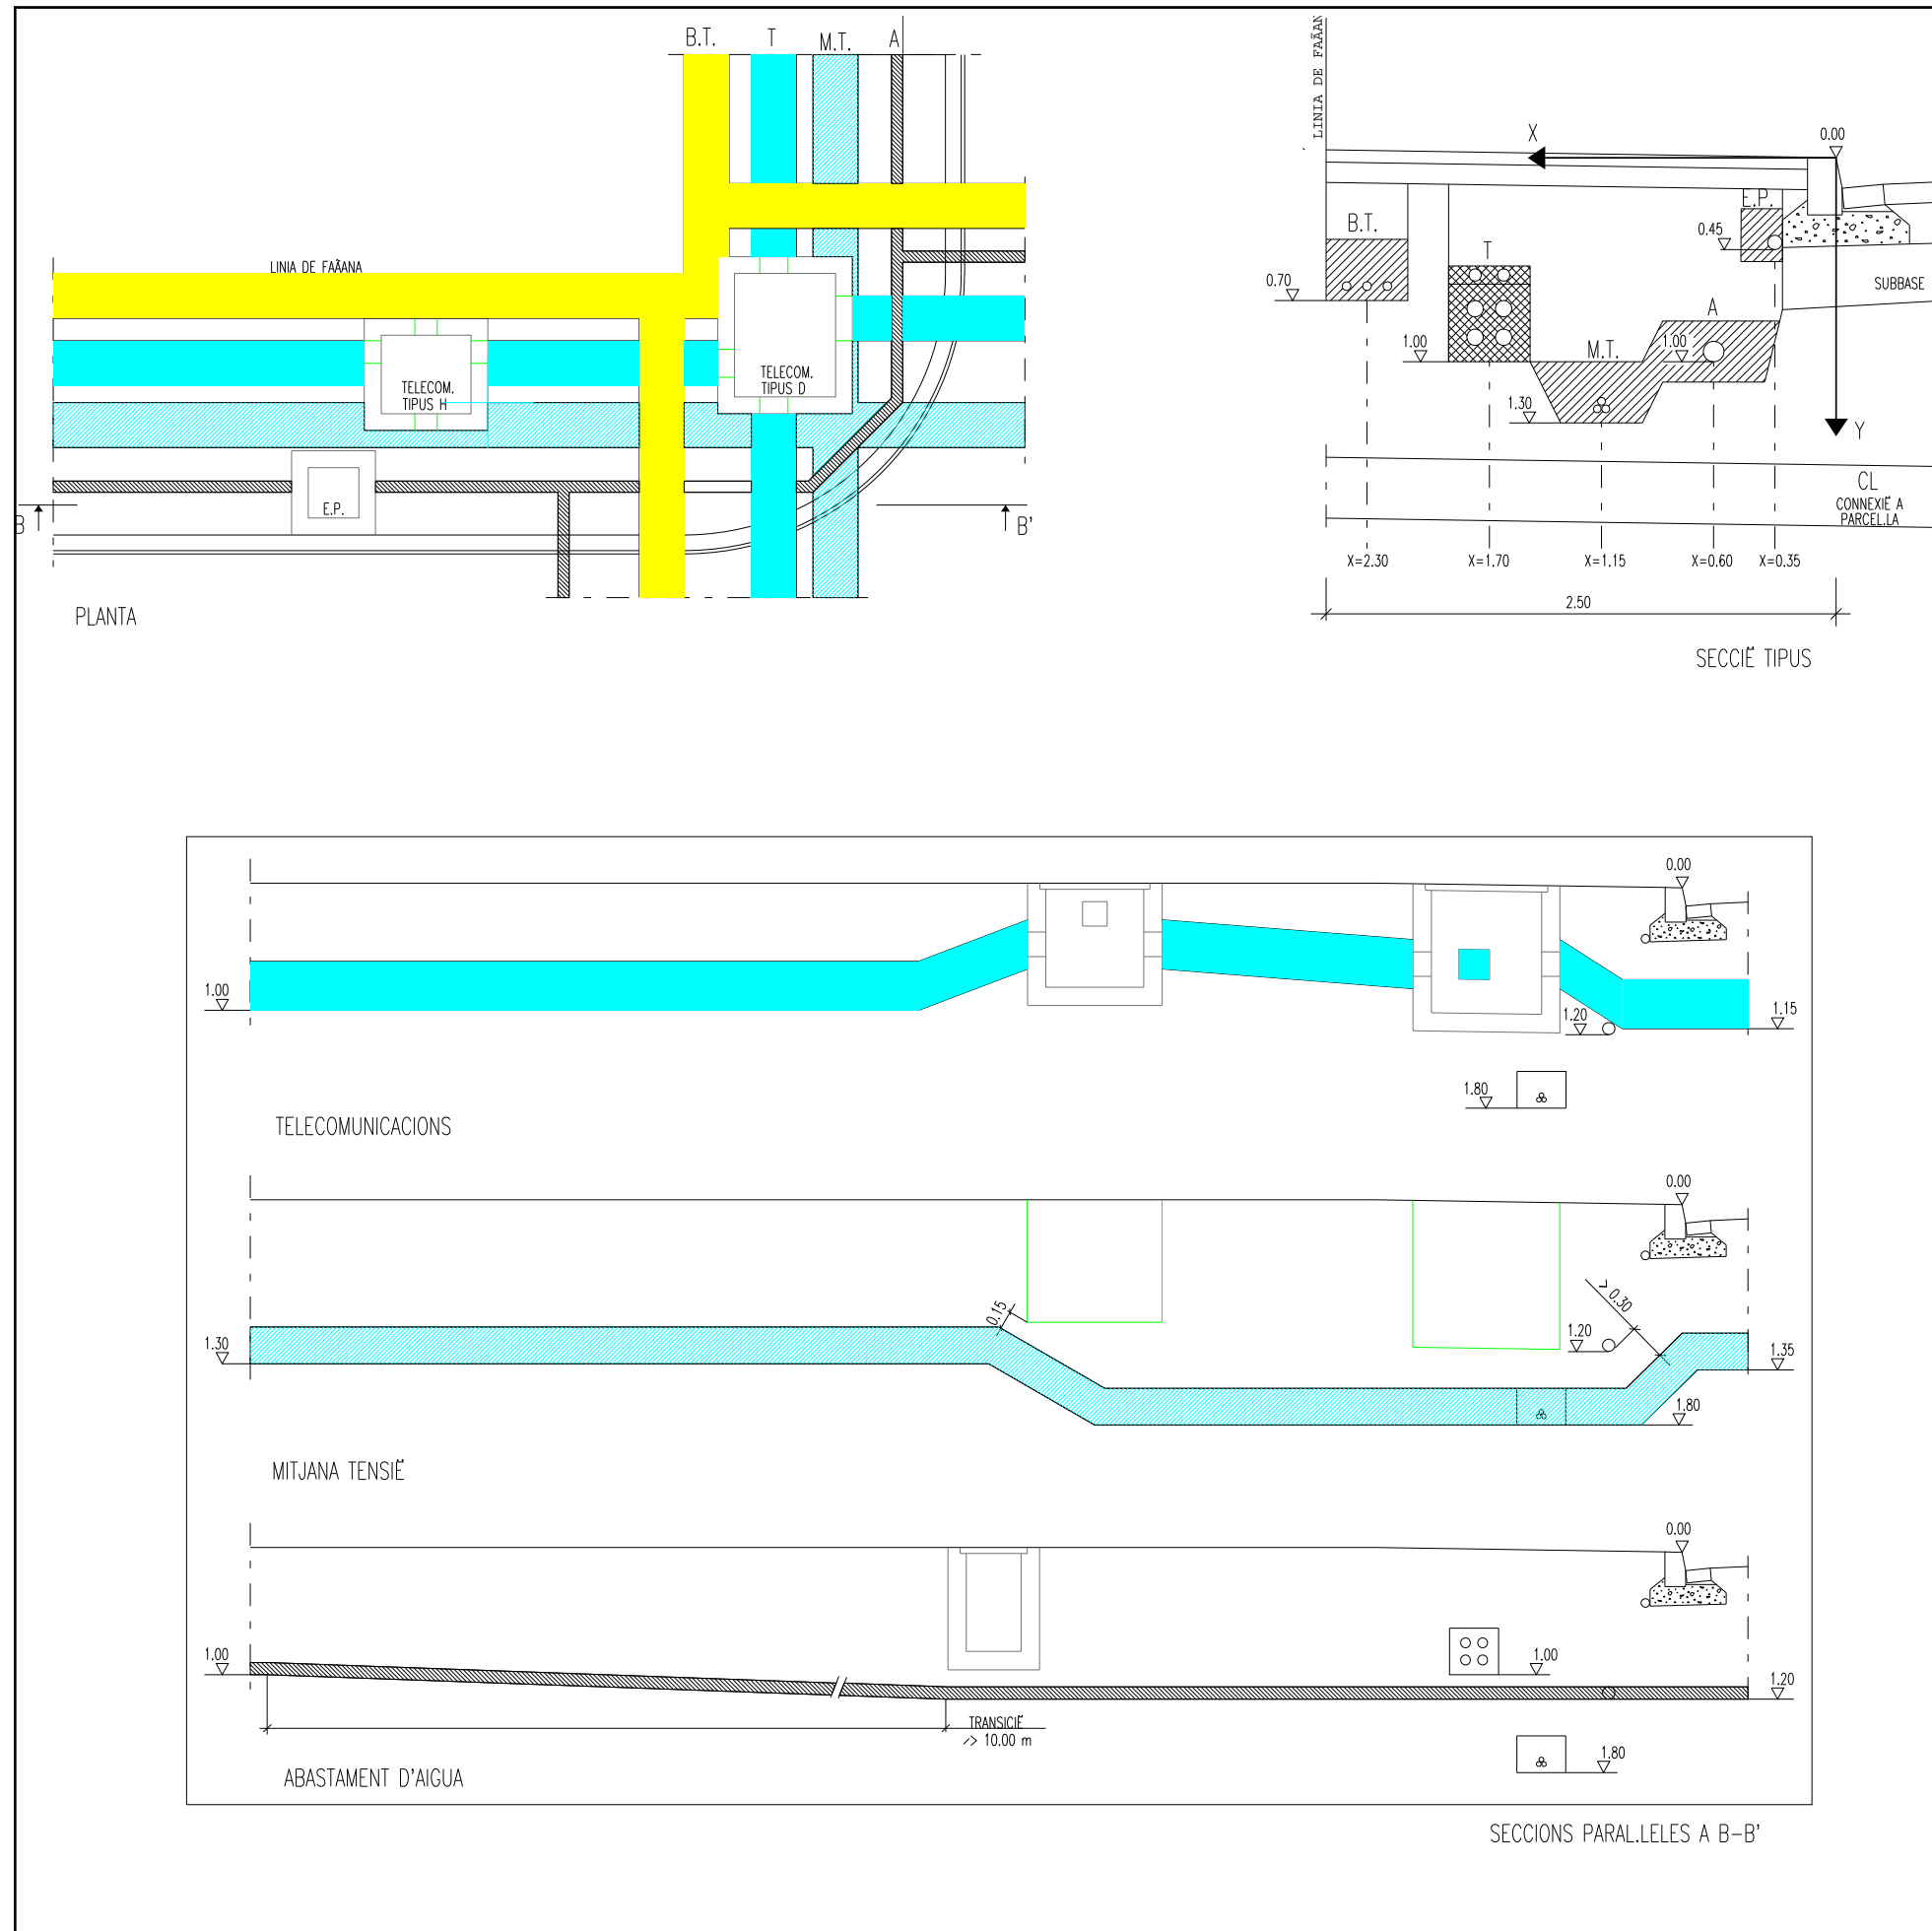 B.T.
T
M.T.
A
LINIA DE FAÃANA
TELECOM.
TIPUS H
TELECOM.
TIPUS D
E.P.
B
B'
PLANTA
LINIA DE FAÃAN
X
0.00
E.P.
B.T.
0.45
T
0.70
SUBBASE
A
1.00
M.T.
1.00
1.30
Y
CL
CONNEXIË A
PARCEL.LA
X=2.30
X=1.70
X=1.15
X=0.60
X=0.35
2.50
SECCIË TIPUS
0.00
1.00
1.20
1.15
1.80
TELECOMUNICACIONS
0.00
0.15
0.30
1.30
1.20
1.35
1.80
MITJANA TENSIË
0.00
1.00
1.00
1.20
TRANSICIË
> 10.00 m
1.80
ABASTAMENT D'AIGUA
SECCIONS PARAL.LELES A B-B'